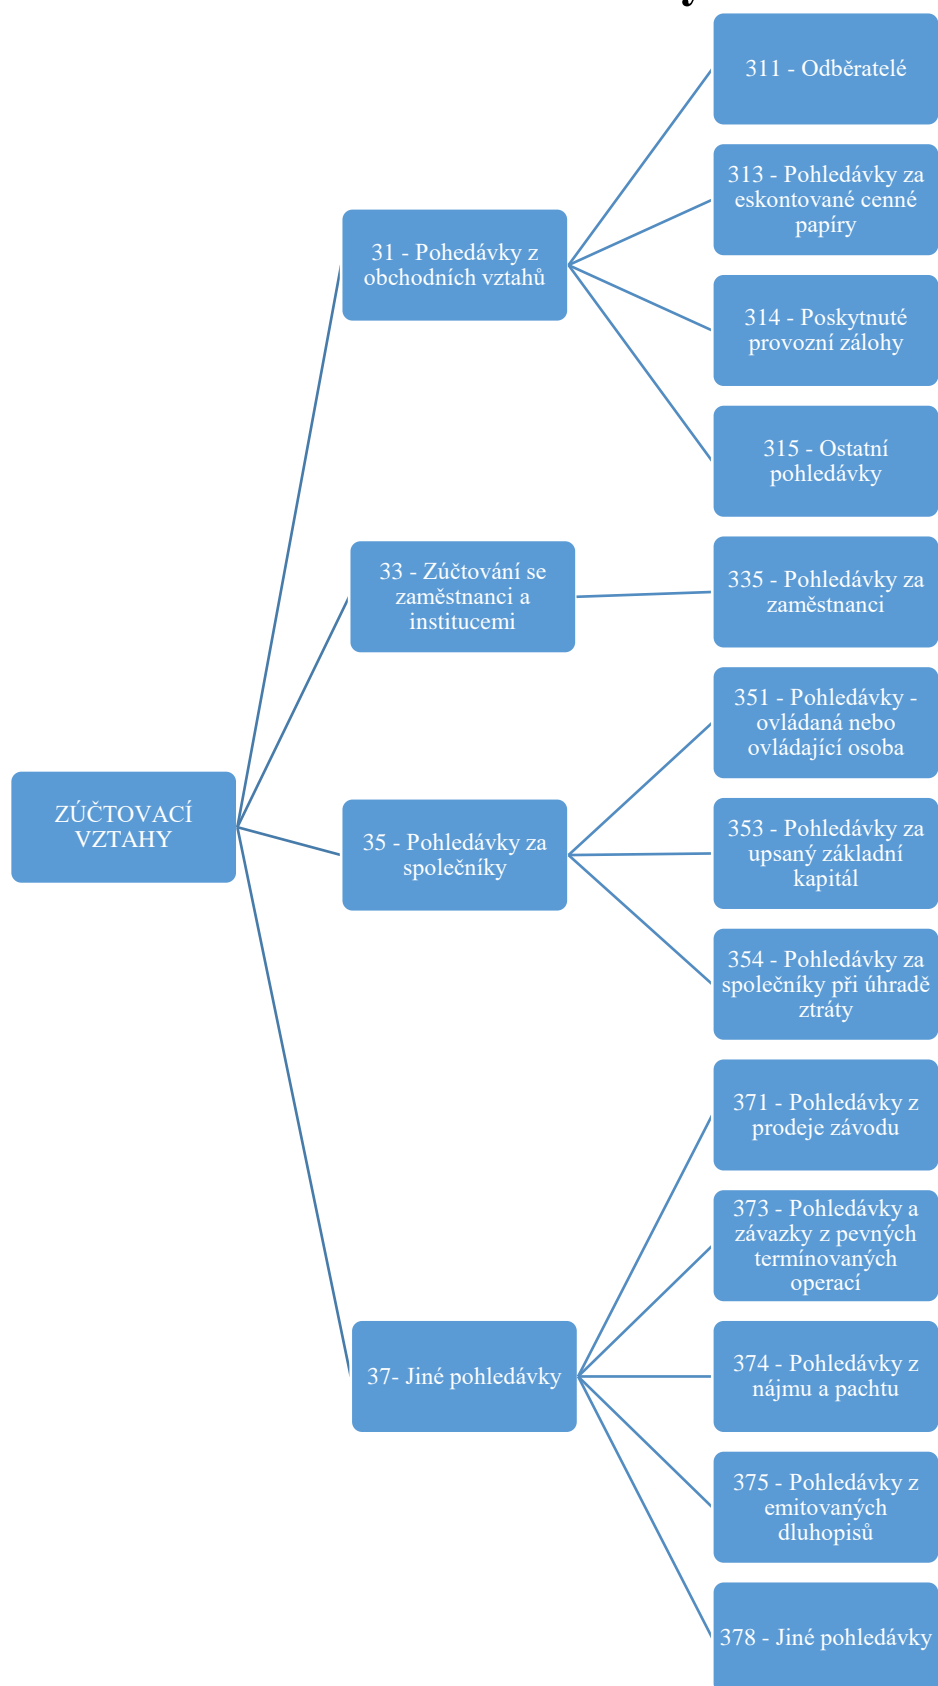 ZÚČTOVACÍ
VZTAHY
31 - Pohedávky z
obchodních vztahů
311 - Odběratelé
313 - Pohledávky za
eskontované cenné
papíry
314 - Poskytnuté
provozní zálohy
315 - Ostatní
pohledávky
33 - Zúčtování se
zaměstnanci a
institucemi
335 - Pohledávky za
zaměstnanci
35 - Pohledávky za
společníky
351 - Pohledávky -
ovládaná nebo
ovládající osoba
353 - Pohledávky za
upsaný základní
kapitál
354 - Pohledávky za
společníky při úhradě
ztráty
37- Jiné pohledávky
371 - Pohledávky z
prodeje závodu
373 - Pohledávky a
závazky z pevných
termínovaných
operací
374 - Pohledávky z
nájmu a pachtu
375 - Pohledávky z
emitovaných
dluhopisů
378 - Jiné pohledávky